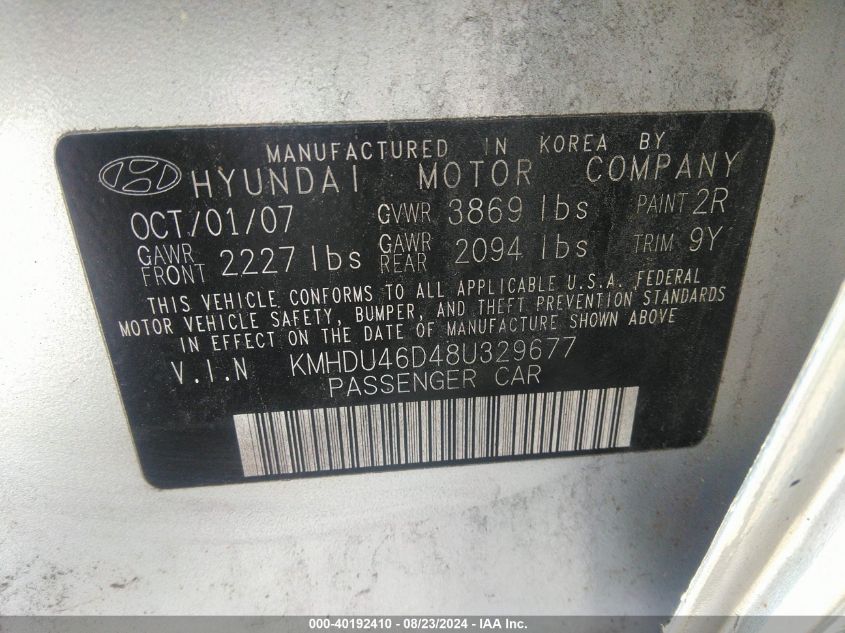 MANUFACTURED IN KOREA BY
HYUNDAI MOTOR COMPANY
OCT/01/07 GVWR 3869 lbs PAINT 2R
GAWR FRONT 2227 lbs GAWR REAR 2094 lbs TRIM 9Y
THIS VEHICLE CONFORMS TO ALL APPLICABLE U.S.A. FEDERAL
MOTOR VEHICLE SAFETY, BUMPER, AND THEFT PREVENTION STANDARDS
IN EFFECT ON THE DATE OF MANUFACTURE SHOWN ABOVE
V.I.N KMHDU46D48U329677
PASSENGER CAR
000-40192410 - 08/23/2024 - IAA Inc.